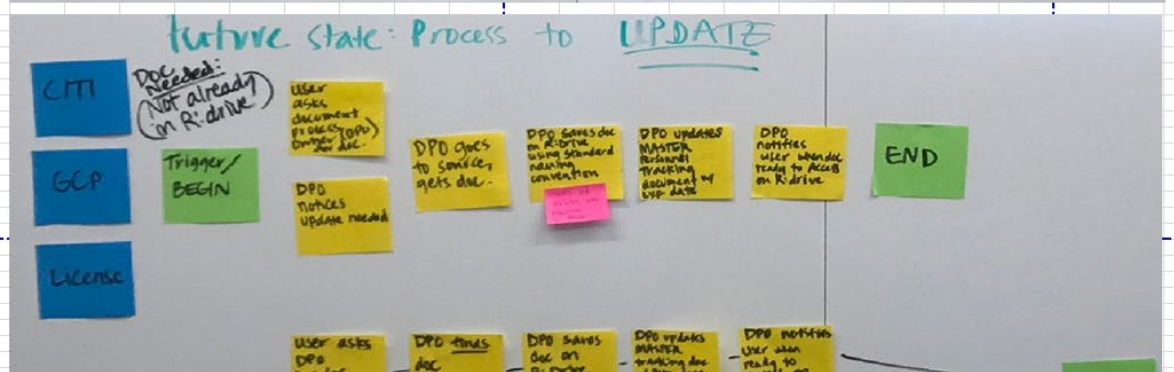 future state: Process to UPDATE
CITI
Doc
Needed:
(Not already
in R:drive)
GCP
Trigger/
BEGIN
License
User
asks
document
process
owner (DPO)
for doc.
DPO
notices
update needed
DPO goes
to source,
gets doc.
DPO saves doc
on R:drive
using standard
naming
convention
DPO updates
MASTER
Personnel
Tracking
document w/
exp date
DPO
notifies
user when doc
ready to Access
on R:drive
END
User asks
DPO
DPO finds
doc
DPO saves
doc on
R:drive
DPO updates
MASTER
tracking doc
DPO notifies
user when
ready to